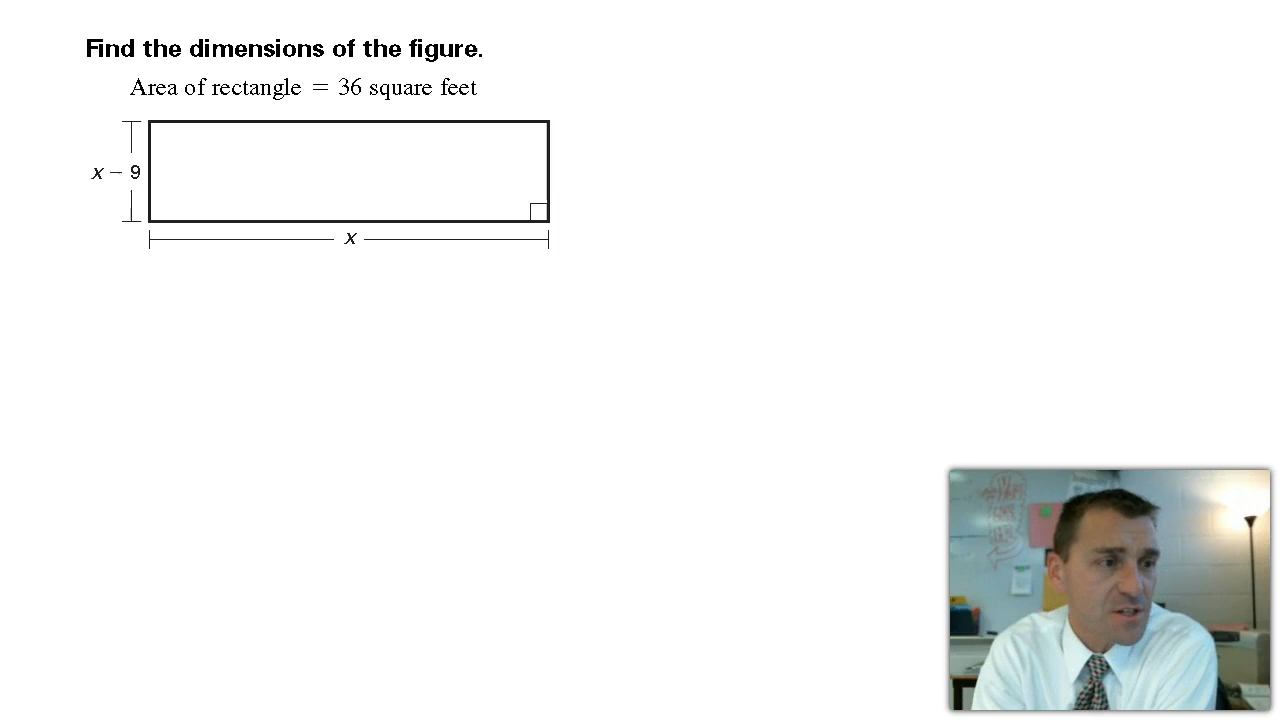 Find the dimensions of the figure.
Area of rectangle = 36 square feet
x − 9
x